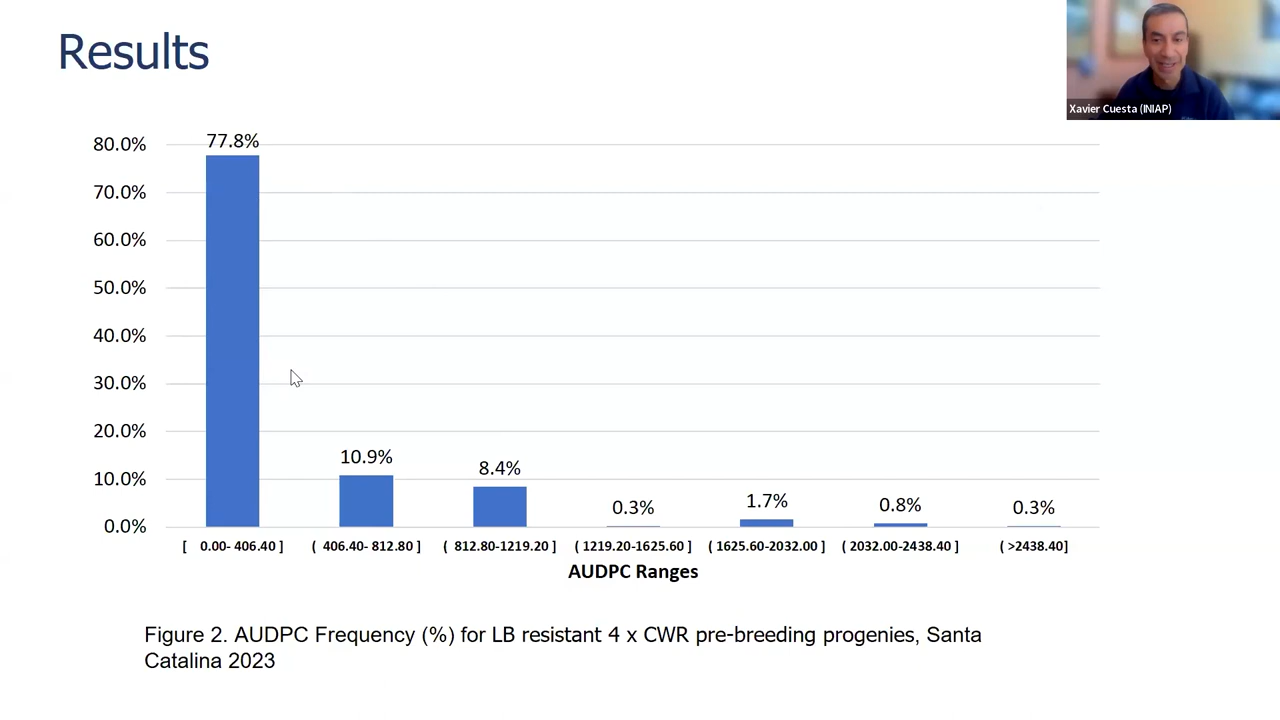 Results
Xavier Cuesta (INIAP)
80.0%
70.0%
60.0%
50.0%
40.0%
30.0%
20.0%
10.0%
0.0%
77.8%
10.9%
8.4%
0.3%
1.7%
0.8%
0.3%
[ 0.00- 406.40 ]
( 406.40- 812.80 ]
( 812.80-1219.20 ]
( 1219.20-1625.60 ]
( 1625.60-2032.00 ]
( 2032.00-2438.40 ]
( >2438.40]
AUDPC Ranges
Figure 2. AUDPC Frequency (%) for LB resistant 4 x CWR pre-breeding progenies, Santa
Catalina 2023